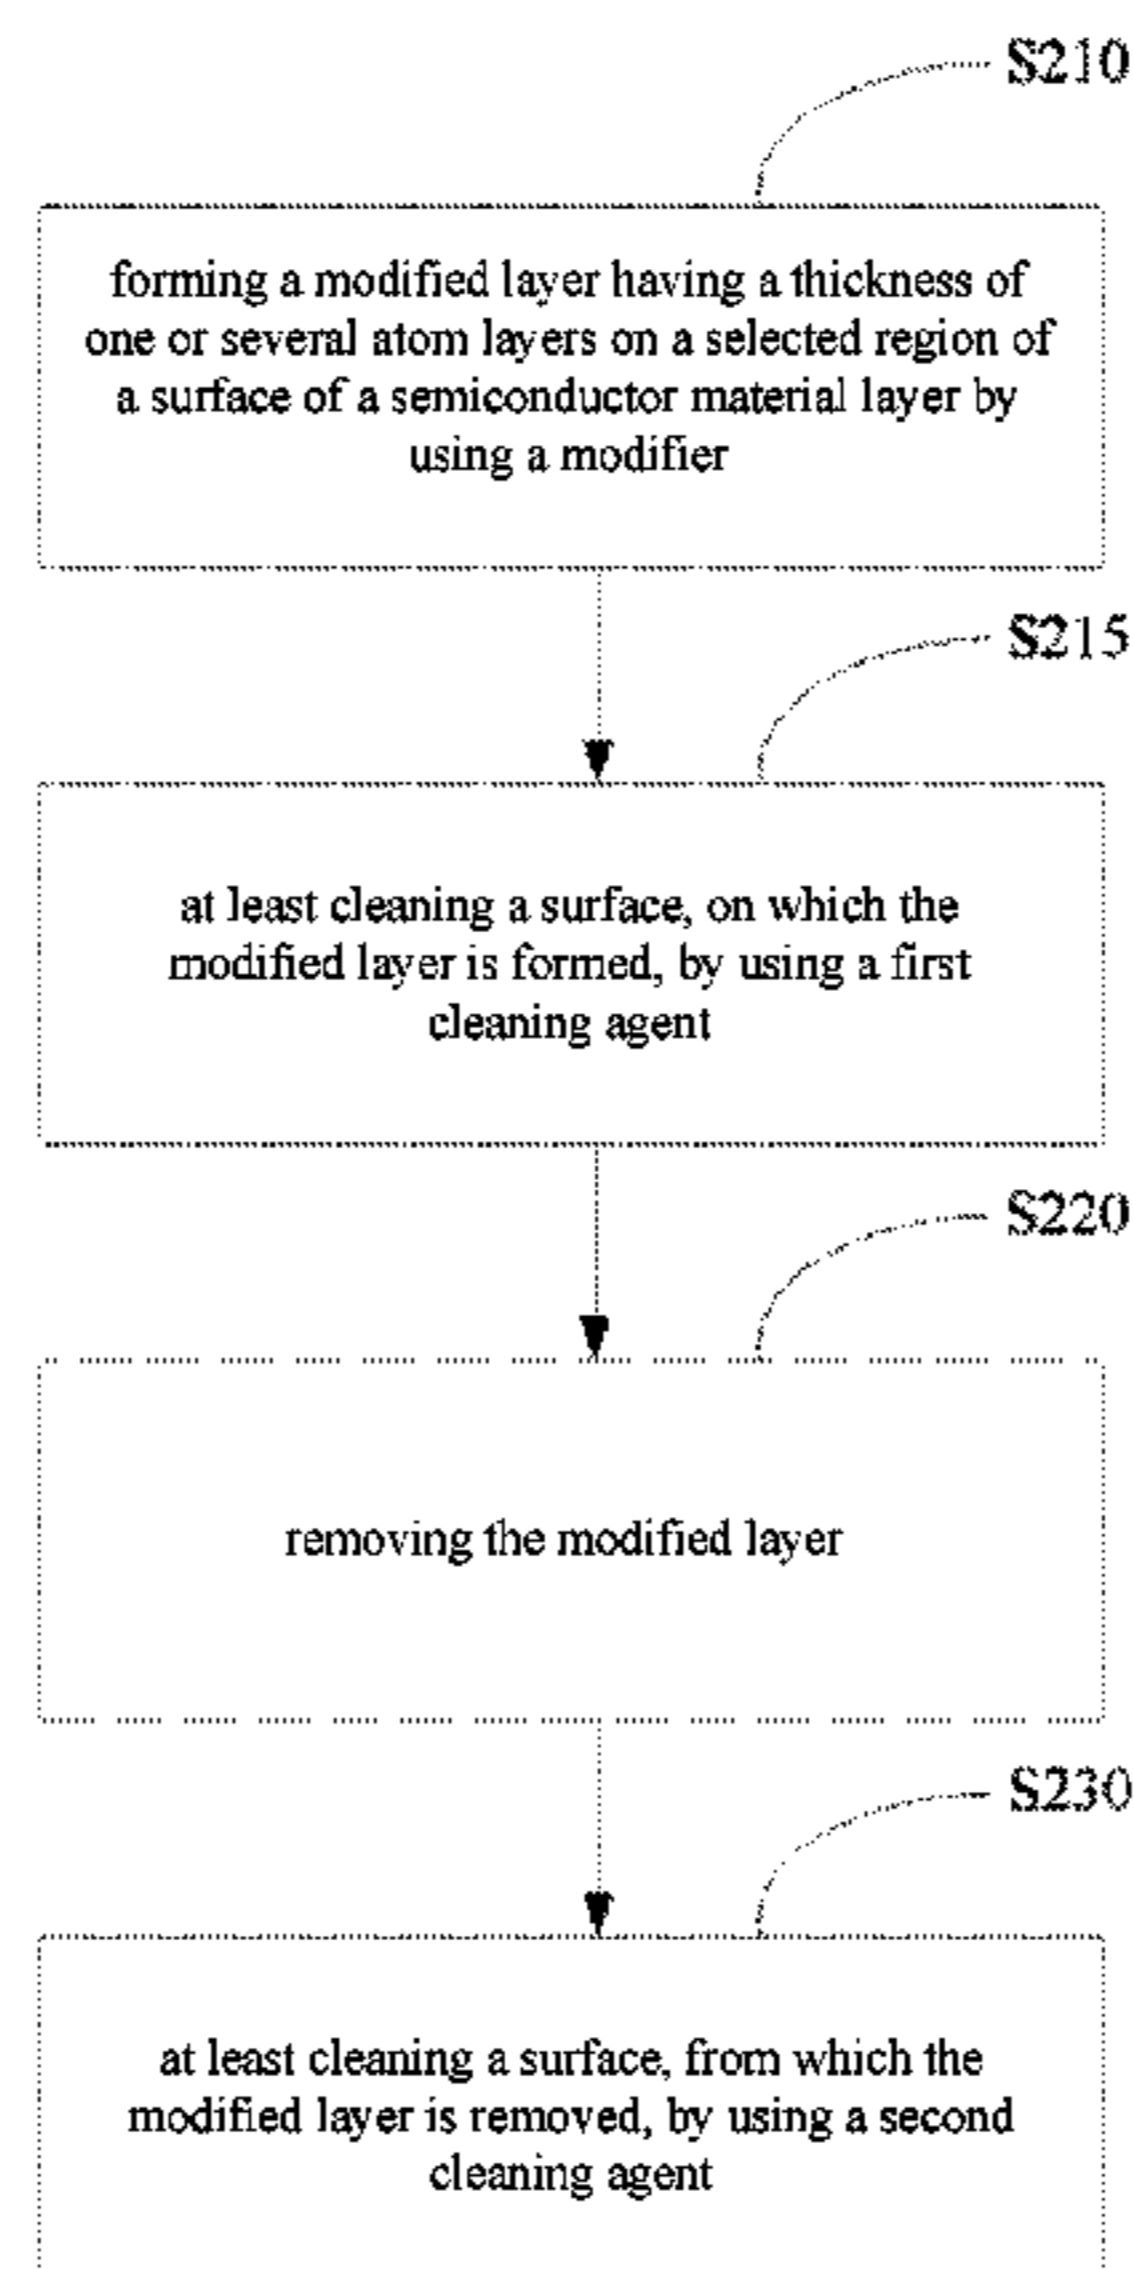 S210
forming a modified layer having a thickness of
one or several atom layers on a selected region of
a surface of a semiconductor material layer by
using a modifier
S215
at least cleaning a surface, on which the
modified layer is formed, by using a first
cleaning agent
S220
removing the modified layer
S230
at least cleaning a surface, from which the
modified layer is removed, by using a second
cleaning agent